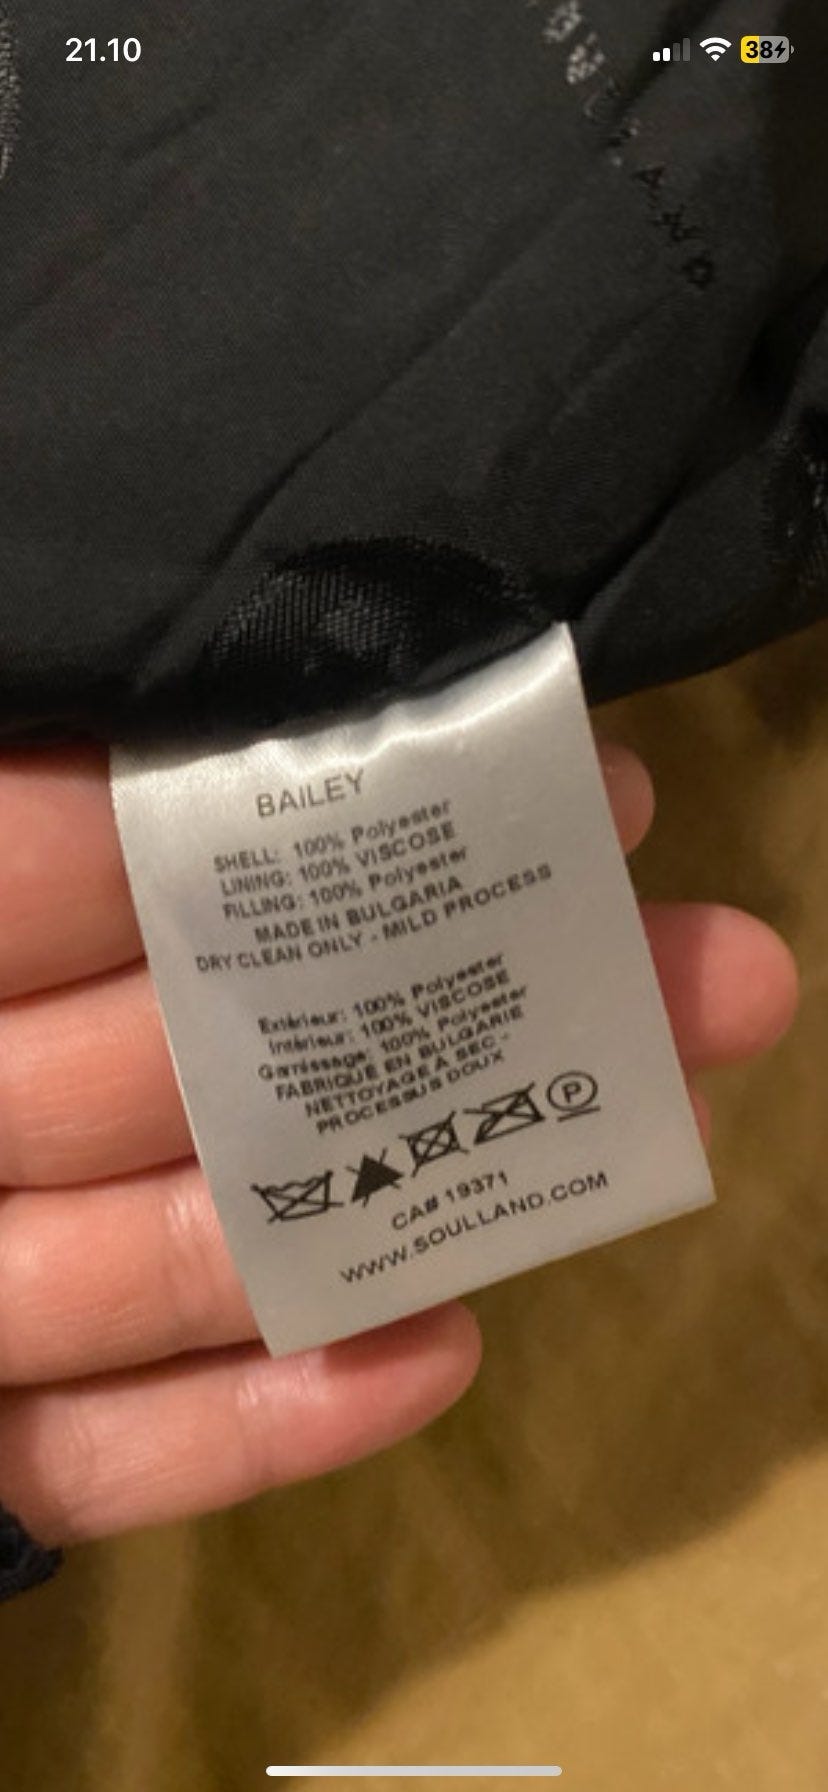 21.10
38
BAILEY
SHELL: 100% Polyester
LINING: 100% VISCOSE
FILLING: 100% Polyester
MADE IN BULGARIA
DRY CLEAN ONLY - MILD PROCESS
Extérieur: 100% Polyester
Intérieur: 100% VISCOSE
Garnissage: 100% Polyester
FABRIQUÉ EN BULGARIE
NETTOYAGE À SEC -
PROCESSUS DOUX
P
CA# 19371
WWW.SOULLAND.COM